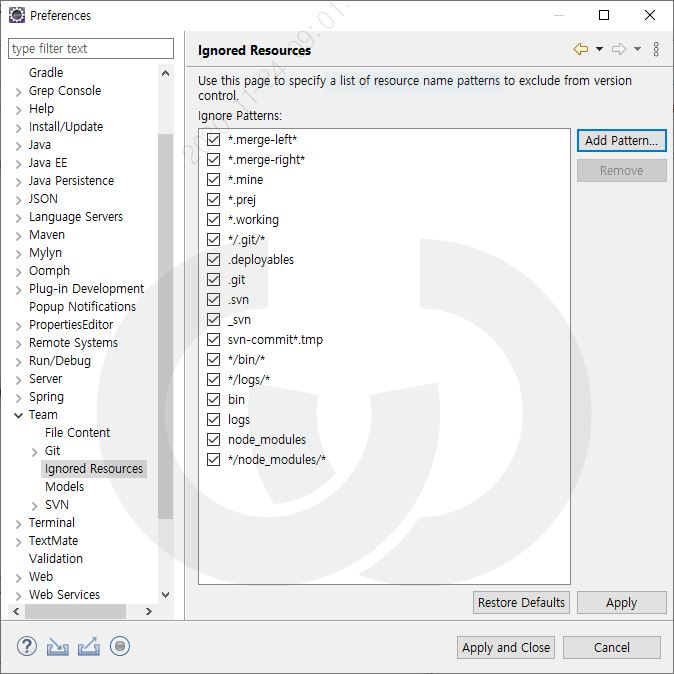 Preferences
type filter text
Gradle
Grep Console
Help
Install/Update
Java
Java EE
Java Persistence
JSON
Language Servers
Maven
Mylyn
Oomph
Plug-in Development
Popup Notifications
PropertiesEditor
Remote Systems
Run/Debug
Server
Spring
Team
File Content
Git
Ignored Resources
Models
SVN
Terminal
TextMate
Validation
Web
Web Services
Ignored Resources
Use this page to specify a list of resource name patterns to exclude from version
control.
Ignore Patterns:
*.merge-left*
*.merge-right*
*.mine
*.prej
*.working
*/.git/*
.deployables
.git
.svn
_svn
svn-commit*.tmp
*/bin/*
*/logs/*
bin
logs
node_modules
*/node_modules/*
Add Pattern...
Remove
Restore Defaults
Apply
Apply and Close
Cancel